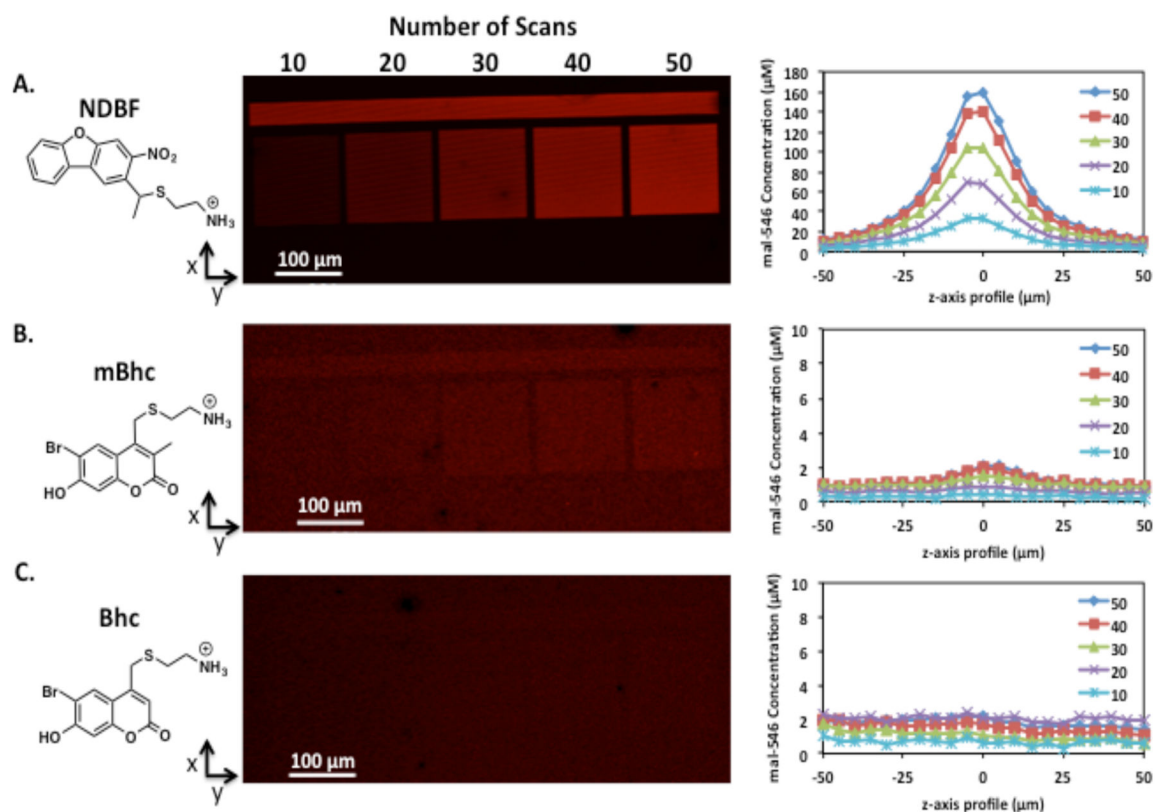 Number of Scans
10 20 30 40 50
A.
NDBF
O
NO2
S
+
NH3
x
y
100 μm
mal-546 Concentration (μM)
180
160
140
120
100
80
60
40
20
0
50
40
30
20
10
-50 -25 0 25 50
z-axis profile (μm)
B.
mBhc
+
S
NH3
Br
HO
O
O
x
y
100 μm
mal-546 Concentration (μM)
10
8
6
4
2
0
50
40
30
20
10
-50 -25 0 25 50
z-axis profile (μm)
C.
Bhc
+
S
NH3
Br
HO
O
O
x
y
100 μm
mal-546 Concentration (μM)
10
8
6
4
2
0
50
40
30
20
10
-50 -25 0 25 50
z-axis profile (μm)